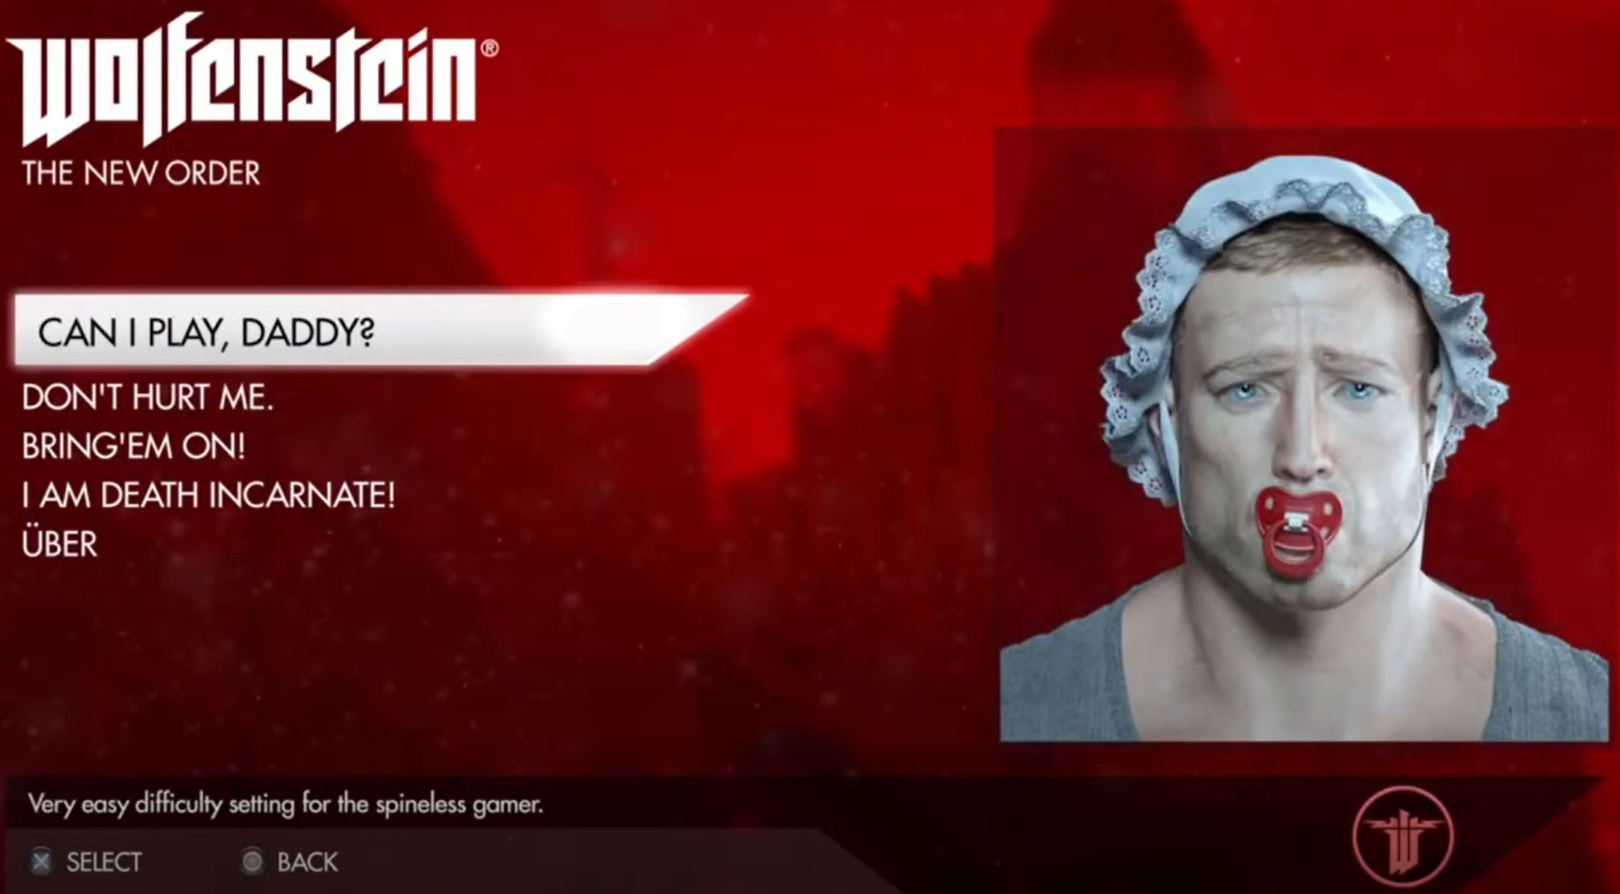 Wolfenstein®
THE NEW ORDER
CAN I PLAY, DADDY?
DON'T HURT ME.
BRING'EM ON!
I AM DEATH INCARNATE!
ÜBER
Very easy difficulty setting for the spineless gamer.
SELECT BACK